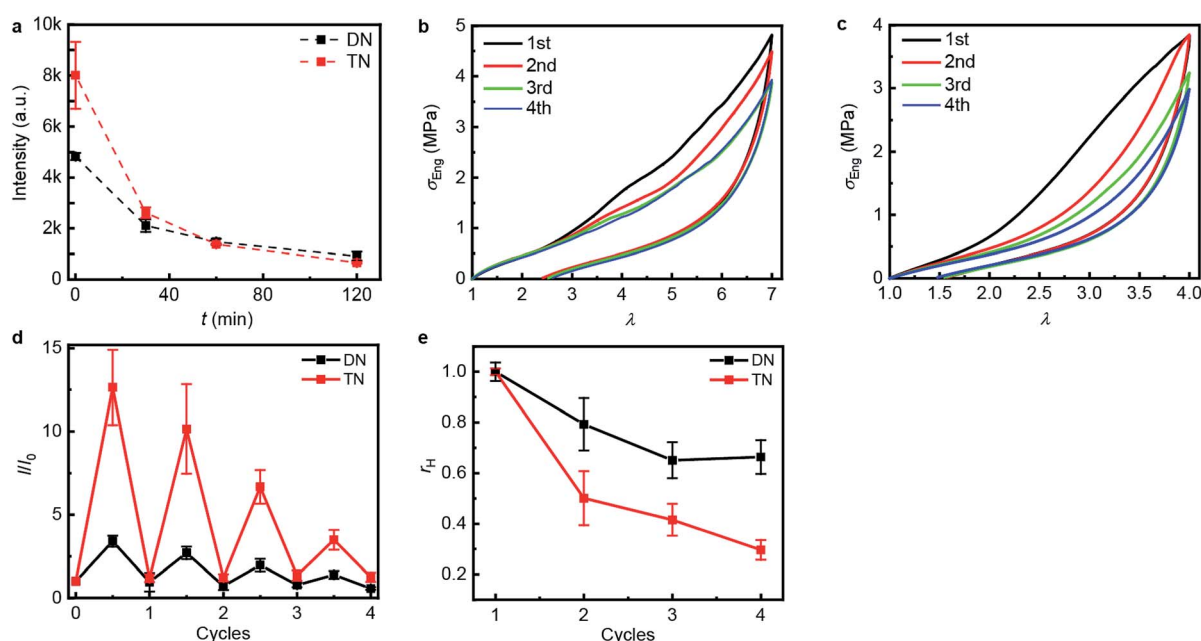 a
10k
8k
6k
4k
2k
0
Intensity (a.u.)
0 40 80 120
t (min)
DN
TN
b
5
4
3
2
1
0
σEng (MPa)
1 2 3 4 5 6 7
λ
1st
2nd
3rd
4th
c
4
3
2
1
0
σEng (MPa)
1.0 1.5 2.0 2.5 3.0 3.5 4.0
λ
1st
2nd
3rd
4th
d
15
10
5
0
I/I0
0 1 2 3 4
Cycles
DN
TN
e
1.0
0.8
0.6
0.4
0.2
rH
1 2 3 4
Cycles
DN
TN